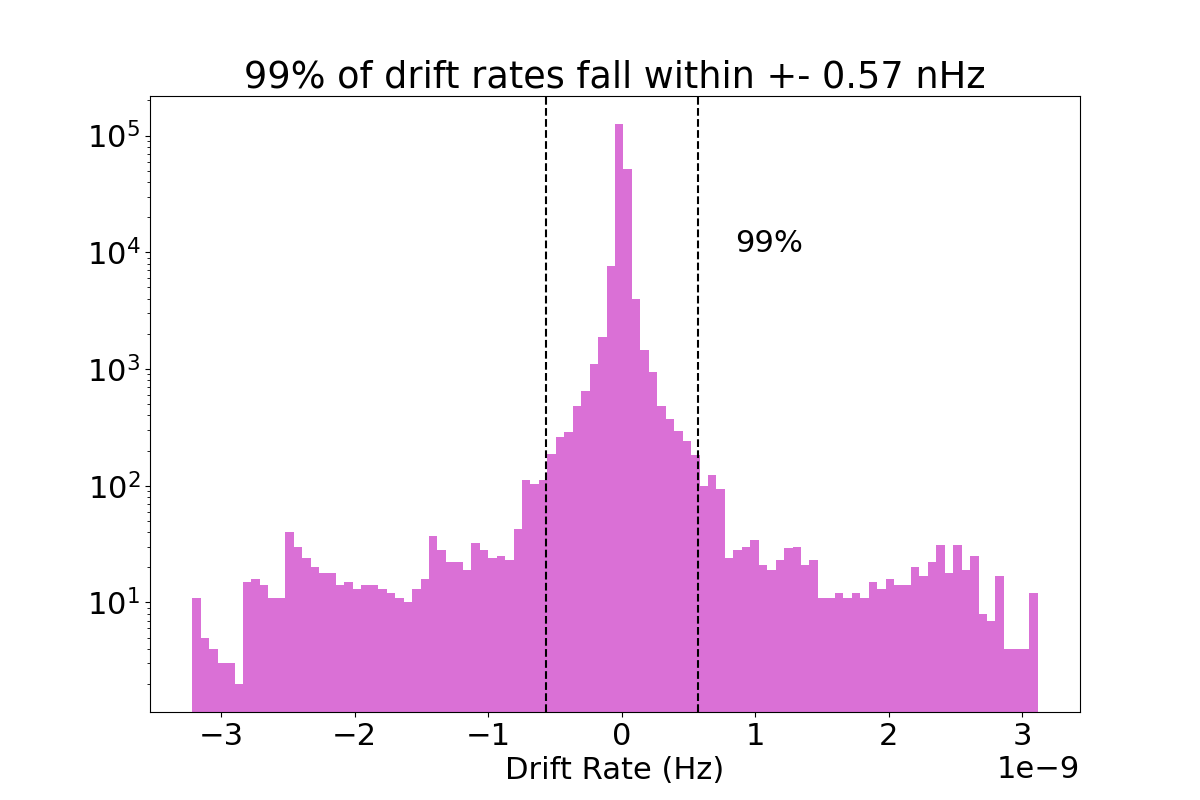 99% of drift rates fall within +- 0.57 nHz
10^5
10^4
99%
10^3
10^2
10^1
−3 −2 −1 0 1 2 3
Drift Rate (Hz)
1e−9